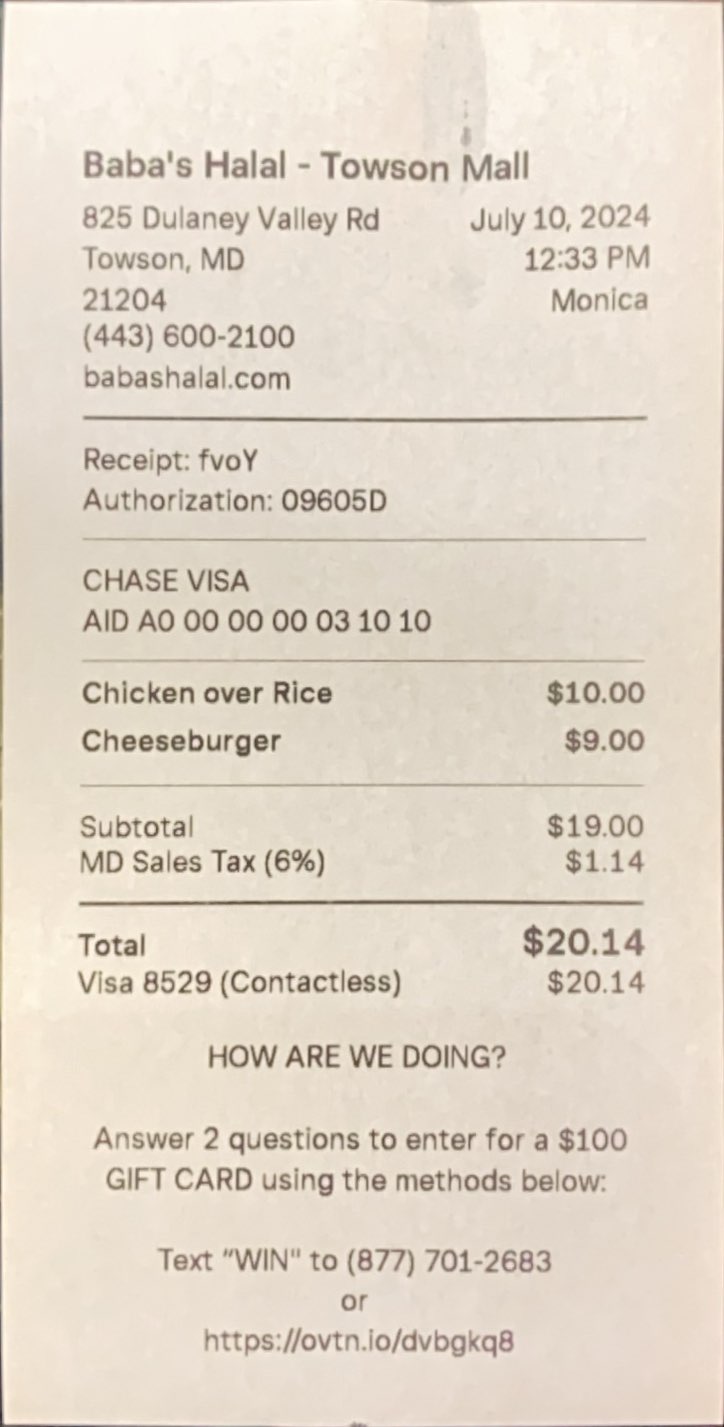 Baba's Halal - Towson Mall
825 Dulaney Valley Rd July 10, 2024
Towson, MD 12:33 PM
21204 Monica
(443) 600-2100
babashalal.com
Receipt: fvoY
Authorization: 09605D
CHASE VISA
AID A0 00 00 00 03 10 10
Chicken over Rice $10.00
Cheeseburger $9.00
Subtotal $19.00
MD Sales Tax (6%) $1.14
Total $20.14
Visa 8529 (Contactless) $20.14
HOW ARE WE DOING?
Answer 2 questions to enter for a $100
GIFT CARD using the methods below:
Text “WIN" to (877) 701-2683
or
https://ovtn.io/dvbgkq8